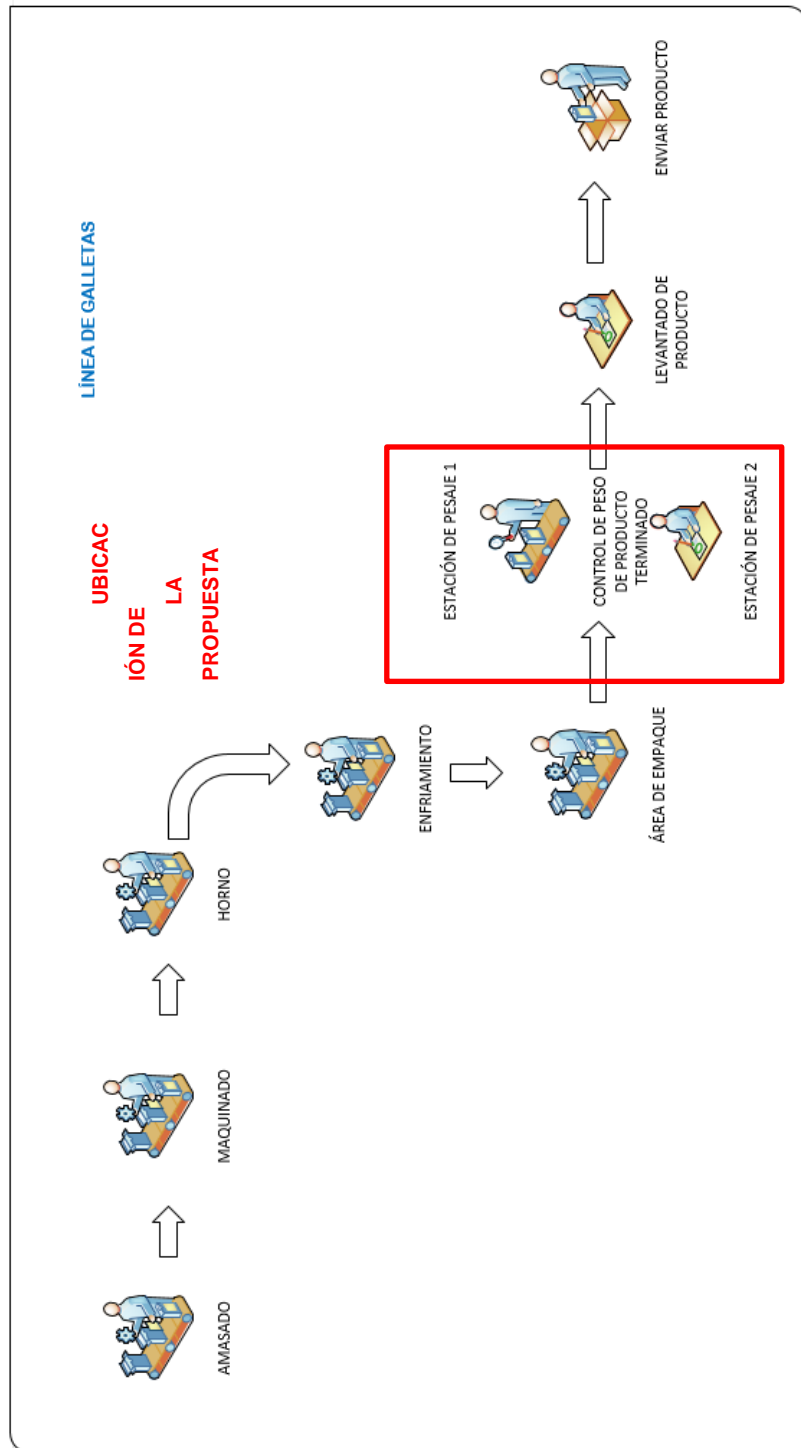 LÍNEA DE GALLETAS
UBICAC
IÓN DE
LA
PROPUESTA
AMASADO
MAQUINADO
HORNO
ENFRIAMIENTO
ÁREA DE EMPAQUE
ESTACIÓN DE PESAJE 1
CONTROL DE PESO
DE PRODUCTO
TERMINADO
ESTACIÓN DE PESAJE 2
LEVANTADO DE
PRODUCTO
ENVIAR PRODUCTO